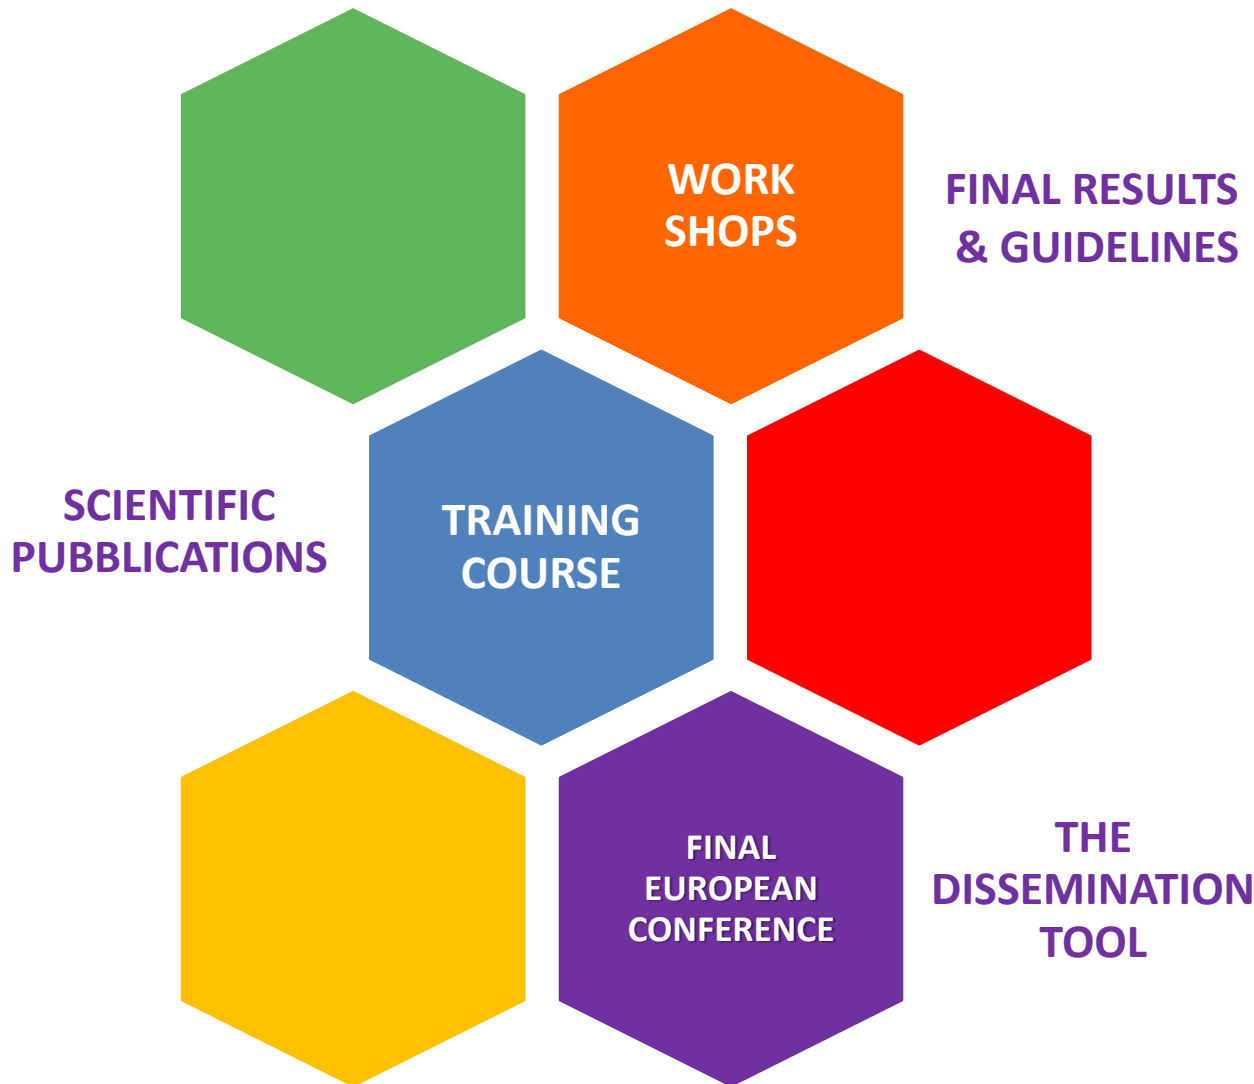 WORK
SHOPS
FINAL RESULTS
& GUIDELINES
SCIENTIFIC
PUBBLICATIONS
TRAINING
COURSE
FINAL
EUROPEAN
CONFERENCE
THE
DISSEMINATION
TOOL